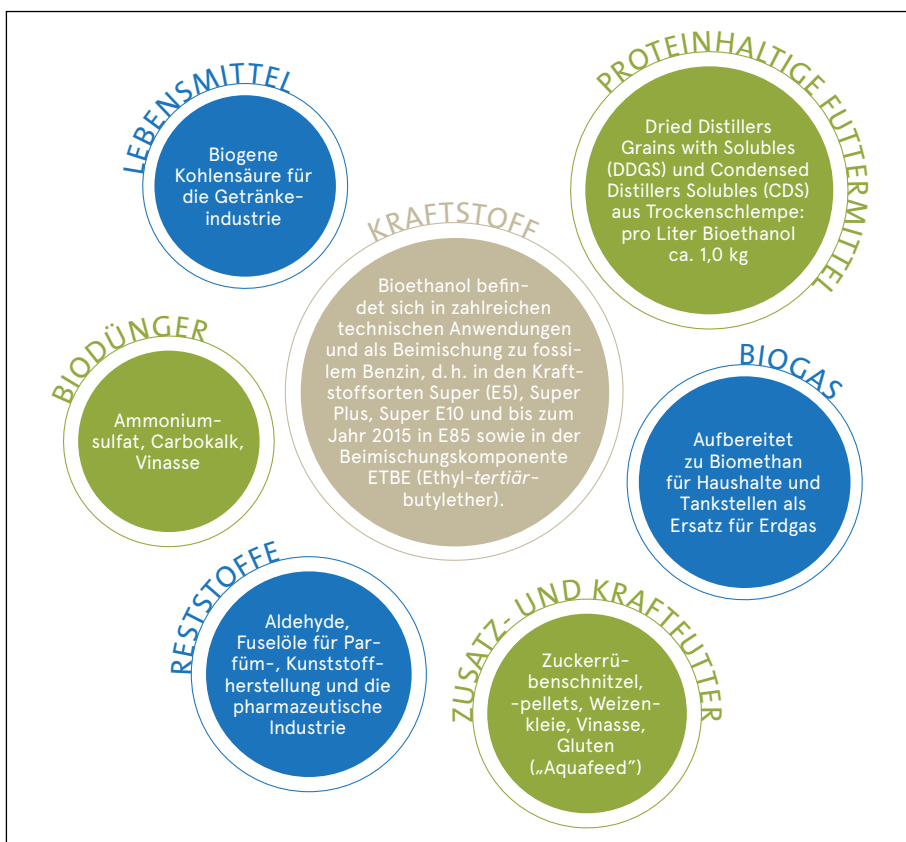 LEBENSMITTEL
Biogene
Kohlensäure für
die Getränke-
industrie
PROTEINHALTIGE FUTTERMITTEL
Dried Distillers
Grains with Solubles
(DDGS) und Condensed
Distillers Solubles (CDS)
aus Trockenschlempe:
pro Liter Bioethanol
ca. 1,0 kg
KRAFTSTOFF
Bioethanol befin-
det sich in zahlreichen
technischen Anwendungen
und als Beimischung zu fossi-
lem Benzin, d. h. in den Kraft-
stoffsorten Super (E5), Super
Plus, Super E10 und bis zum
Jahr 2015 in E85 sowie in der
Beimischungskomponente
ETBE (Ethyl-tertiär-
butylether).
BIODÜNGER
Ammonium-
sulfat, Carbokalk,
Vinasse
BIOGAS
Aufbereitet
zu Biomethan
für Haushalte und
Tankstellen als
Ersatz für Erdgas
RESTSTOFFE
Aldehyde,
Fuselöle für Par-
füm-, Kunststoff-
herstellung und die
pharmazeutische
Industrie
ZUSATZ- UND KRAFTFUTTER
Zuckerrü-
benschnitzel,
-pellets, Weizen-
kleie, Vinasse,
Gluten
(„Aquafeed”)